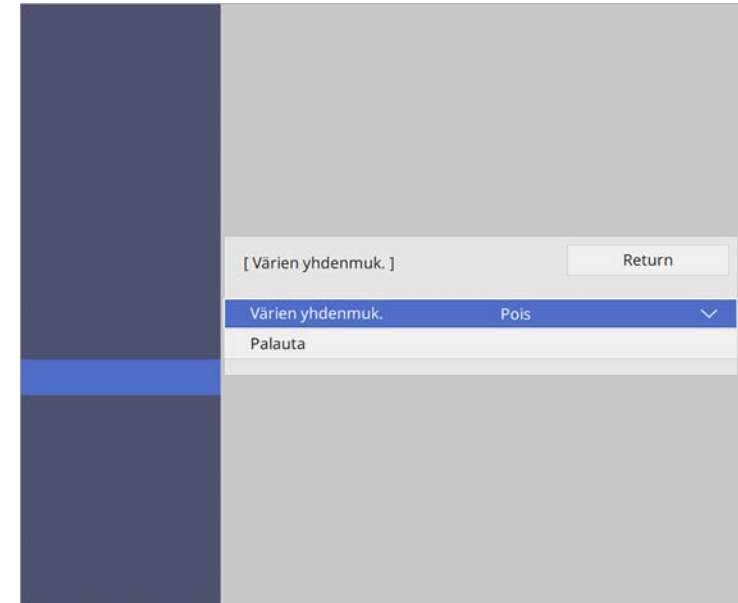 [ Värien yhdenmuk. ] Return
Värien yhdenmuk. Pois
Palauta